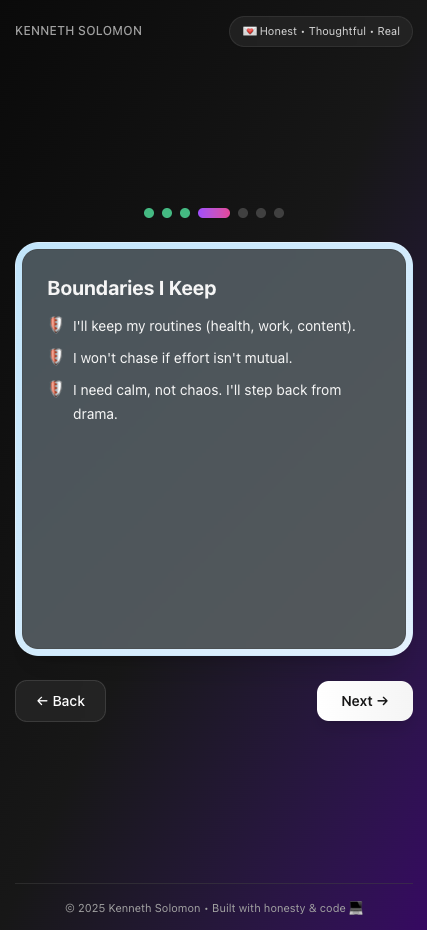 KENNETH SOLOMON
💌 Honest • Thoughtful • Real
Boundaries I Keep
I'll keep my routines (health, work, content).
I won't chase if effort isn't mutual.
I need calm, not chaos. I'll step back from
drama.
← Back
Next →
© 2025 Kenneth Solomon • Built with honesty & code 💻